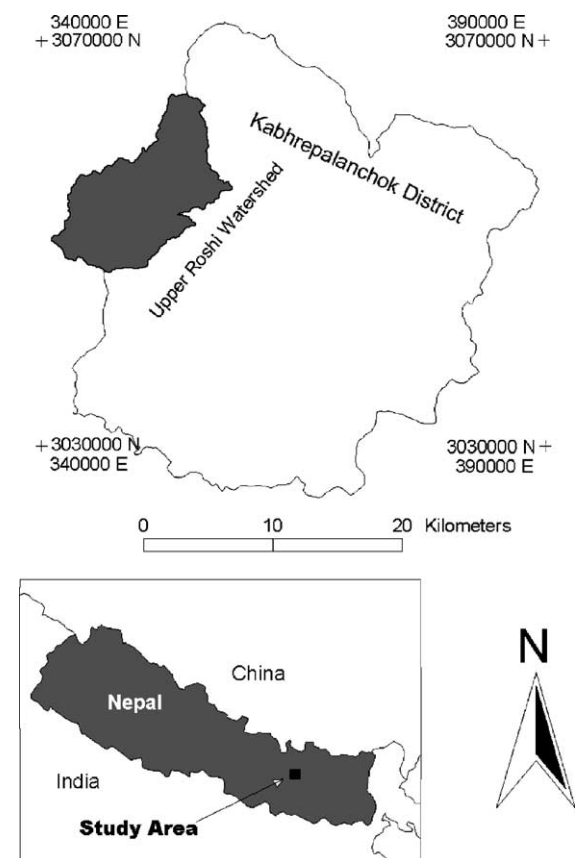 340000 E
+3070000 N
390000 E
3070000 N+
Kabhrepalanchok District
Upper Roshi Watershed
+3030000 N
340000 E
3030000 N+
390000 E
0 10 20 Kilometers
China
Nepal
India
Study Area
N